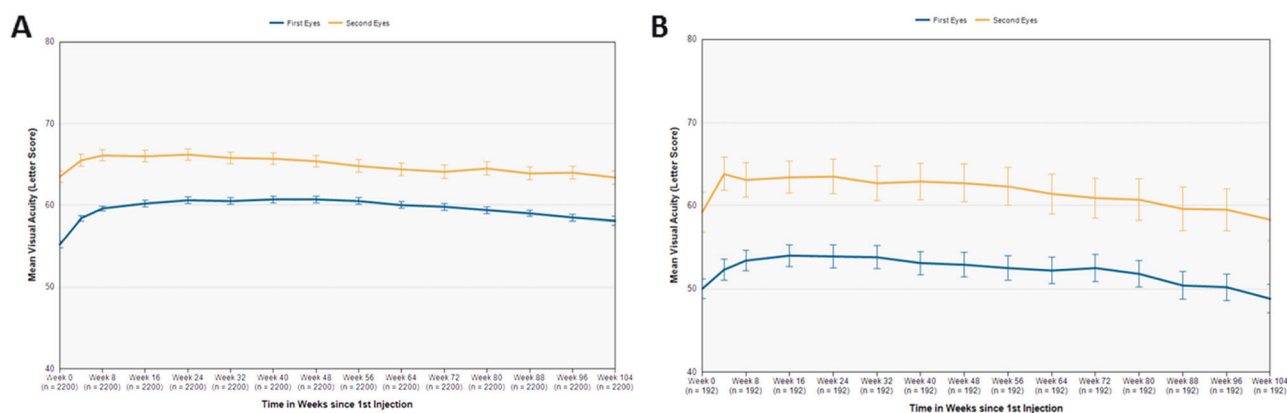 A
First Eyes Second Eyes
80
70
60
50
40
Mean Visual Acuity (Letter Score)
Week 0 Week 8 Week 16 Week 24 Week 32 Week 40 Week 48 Week 56 Week 64 Week 72 Week 80 Week 88 Week 96 Week 104
(n = 2200) (n = 2200) (n = 2200) (n = 2200) (n = 2200) (n = 2200) (n = 2200) (n = 2200) (n = 2200) (n = 2200) (n = 2200) (n = 2200) (n = 2200) (n = 2200)
Time in Weeks since 1st Injection
B
First Eyes Second Eyes
80
70
60
50
40
Mean Visual Acuity (Letter Score)
Week 0 Week 8 Week 16 Week 24 Week 32 Week 40 Week 48 Week 56 Week 64 Week 72 Week 80 Week 88 Week 96 Week 104
(n = 192) (n = 192) (n = 192) (n = 192) (n = 192) (n = 192) (n = 192) (n = 192) (n = 192) (n = 192) (n = 192) (n = 192) (n = 192) (n = 192)
Time in Weeks since 1st Injection